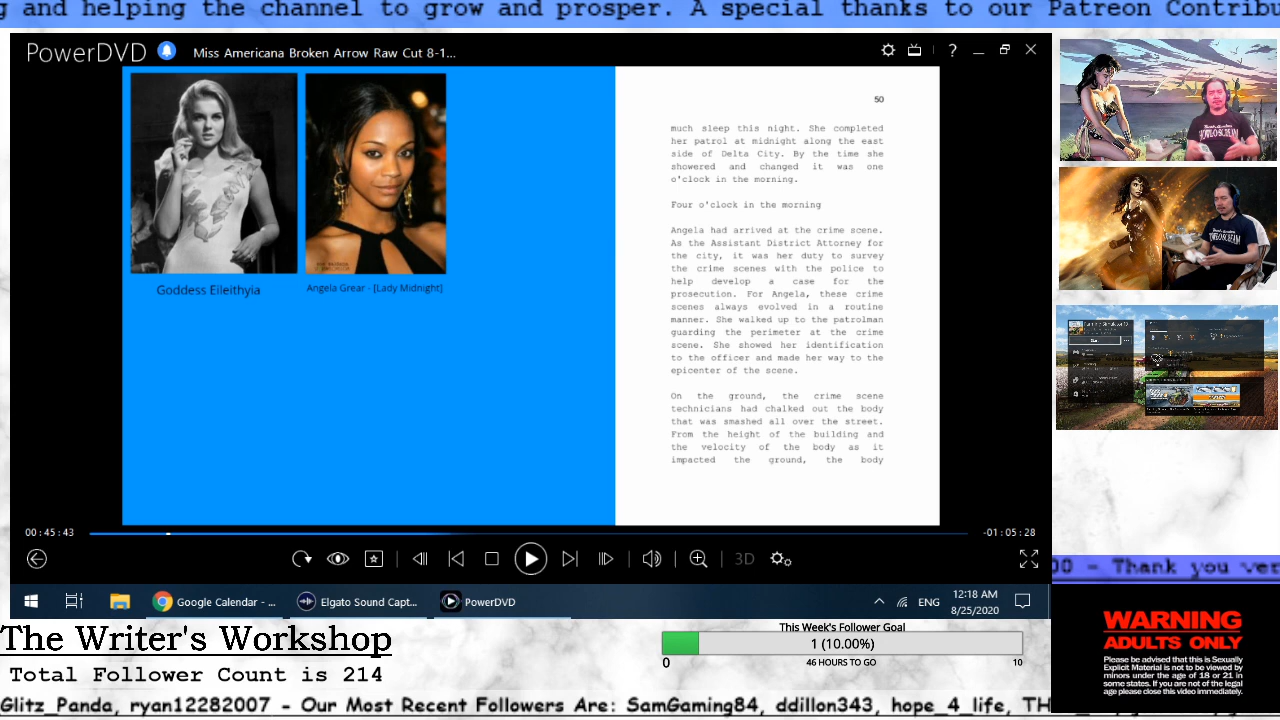 g and helping the channel to grow and prosper. A special thanks to our Patreon Contribu
PowerDVD
Miss Americana Broken Arrow Raw Cut 8-1...
?
50
much sleep this night. She completed
her patrol at midnight along the east
side of Delta City. By the time she
showered and changed it was one
o'clock in the morning.
Four o'clock in the morning
Angela had arrived at the crime scene.
As the Assistant District Attorney for
the city, it was her duty to survey
the crime scenes with the police to
help develop a case for the
prosecution. For Angela, these crime
scenes always evolved in a routine
manner. She walked up to the patrolman
guarding the perimeter at the crime
scene. She showed her identification
to the officer and made her way to the
epicenter of the scene.
On the ground, the crime scene
technicians had chalked out the body
that was smashed all over the street.
From the height of the building and
the velocity of the body as it
impacted the ground, the body
Goddess Eileithyia
Angela Grear - [Lady Midnight]
00:45:43
-01:05:28
3D
Google Calendar - ...
Elgato Sound Capt...
PowerDVD
ENG
12:18 AM
8/25/2020
HOWL-O-SCREAM
HOWL-O-SCREAM
00 - Thank you ver
The Writer's Workshop
Total Follower Count is 214
This Week's Follower Goal
1 (10.00%)
0
46 HOURS TO GO
10
WARNING
ADULTS ONLY
Please be advised that this is Sexually
Explicit Material is not to be viewed by
minors under the age of 18 or 21 in
some states. If you are not of the legal
age please close this video immediately.
Glitz_Panda, ryan12282007 - Our Most Recent Followers Are: SamGaming84, ddillon343, hope_4_life, TH